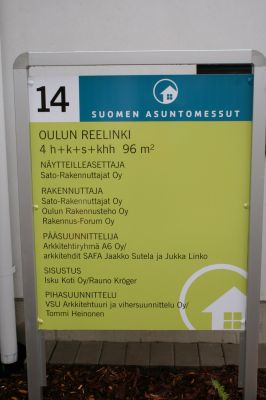 14
SUOMEN ASUNTOMESSUT
OULUN REELINKI
4 h+k+s+khh 96 m²
NÄYTTEILLEASETTAJA
Sato-Rakennuttajat Oy
RAKENNUTTAJA
Sato-Rakennuttajat Oy
Oulun Rakennusteho Oy
Rakennus-Forum Oy
PÄÄSUUNNITTELIJA
Arkkitehtiryhmä A6 Oy/
arkkitehdit SAFA Jaakko Sutela ja Jukka Linko
SISUSTUS
Isku Koti Oy/Rauno Kröger
PIHASUUNNITTELU
VSU Arkkitehtuuri ja vihersuunnittelu Oy/
Tommi Heinonen